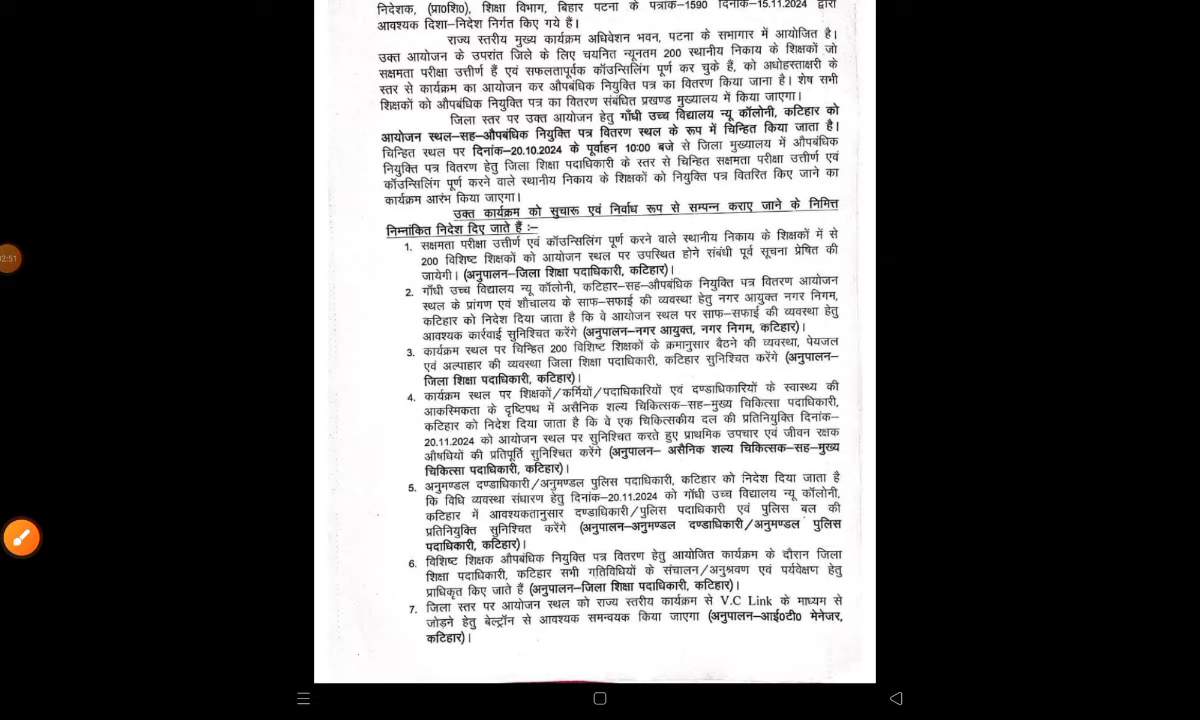 निदेशक, (प्रा0शि0), शिक्षा विभाग, बिहार पटना के पत्रांक–1590 दिनांक–15.11.2024 द्वारा
आवश्यक दिशा–निदेश निर्गत किए गये हैं।
राज्य स्तरीय मुख्य कार्यक्रम अधिवेशन भवन, पटना के सभागार में आयोजित है।
उक्त आयोजन के उपरांत जिले के लिए चयनित न्यूनतम 200 स्थानीय निकाय के शिक्षकों जो
सक्षमता परीक्षा उत्तीर्ण हैं एवं सफलतापूर्वक कॉउन्सिलिंग पूर्ण कर चुके हैं, को अधोहस्ताक्षरी के
स्तर से कार्यक्रम का आयोजन कर औपबंधिक नियुक्ति पत्र का वितरण किया जाना है। शेष सभी
शिक्षकों को औपबंधिक नियुक्ति पत्र का वितरण संबंधित प्रखण्ड मुख्यालय में किया जाएगा।
जिला स्तर पर उक्त आयोजन हेतु गाँधी उच्च विद्यालय न्यू कॉलोनी, कटिहार को
आयोजन स्थल–सह–औपबंधिक नियुक्ति पत्र वितरण स्थल के रूप में चिन्हित किया जाता है।
चिन्हित स्थल पर दिनांक–20.10.2024 के पूर्वाहन 10:00 बजे से जिला मुख्यालय में औपबंधिक
नियुक्ति पत्र वितरण हेतु जिला शिक्षा पदाधिकारी के स्तर से चिन्हित सक्षमता परीक्षा उत्तीर्ण एवं
कॉउन्सिलिंग पूर्ण करने वाले स्थानीय निकाय के शिक्षकों को नियुक्ति पत्र वितरित किए जाने का
कार्यक्रम आरंभ किया जाएगा।
उक्त कार्यक्रम को सुचारू एवं निर्वाध रूप से सम्पन्न कराए जाने के निमित्त
निम्नांकित निदेश दिए जाते हैं :–
1. सक्षमता परीक्षा उत्तीर्ण एवं कॉउन्सिलिंग पूर्ण करने वाले स्थानीय निकाय के शिक्षकों में से
200 विशिष्ट शिक्षकों को आयोजन स्थल पर उपस्थित होने संबंधी पूर्व सूचना प्रेषित की
जायेगी। (अनुपालन–जिला शिक्षा पदाधिकारी, कटिहार)।
2. गाँधी उच्च विद्यालय न्यू कॉलोनी, कटिहार–सह–औपबंधिक नियुक्ति पत्र वितरण आयोजन
स्थल के प्रांगण एवं शौचालय के साफ–सफाई की व्यवस्था हेतु नगर आयुक्त नगर निगम,
कटिहार को निदेश दिया जाता है कि वे आयोजन स्थल पर साफ–सफाई की व्यवस्था हेतु
आवश्यक कार्रवाई सुनिश्चित करेंगे (अनुपालन–नगर आयुक्त, नगर निगम, कटिहार)।
3. कार्यक्रम स्थल पर चिन्हित 200 विशिष्ट शिक्षकों के क्रमानुसार बैठने की व्यवस्था, पेयजल
एवं अल्पाहार की व्यवस्था जिला शिक्षा पदाधिकारी, कटिहार सुनिश्चित करेंगे (अनुपालन–
जिला शिक्षा पदाधिकारी, कटिहार)।
4. कार्यक्रम स्थल पर शिक्षकों/कर्मियों/पदाधिकारियों एवं दण्डाधिकारियों के स्वास्थ्य की
आकस्मिकता के दृष्टिपथ में असैनिक शल्य चिकित्सक–सह–मुख्य चिकित्सा पदाधिकारी,
कटिहार को निदेश दिया जाता है कि वे एक चिकित्सकीय दल की प्रतिनियुक्ति दिनांक–
20.11.2024 को आयोजन स्थल पर सुनिश्चित करते हुए प्राथमिक उपचार एवं जीवन रक्षक
औषधियों की प्रतिपूर्ति सुनिश्चित करेंगे (अनुपालन– असैनिक शल्य चिकित्सक–सह–मुख्य
चिकित्सा पदाधिकारी, कटिहार)।
5. अनुमण्डल दण्डाधिकारी/अनुमण्डल पुलिस पदाधिकारी, कटिहार को निदेश दिया जाता है
कि विधि व्यवस्था संधारण हेतु दिनांक–20.11.2024 को गाँधी उच्च विद्यालय न्यू कॉलोनी,
कटिहार में आवश्यकतानुसार दण्डाधिकारी/पुलिस पदाधिकारी एवं पुलिस बल की
प्रतिनियुक्ति सुनिश्चित करेंगे (अनुपालन–अनुमण्डल दण्डाधिकारी/अनुमण्डल पुलिस
पदाधिकारी, कटिहार)।
6. विशिष्ट शिक्षक औपबंधिक नियुक्ति पत्र वितरण हेतु आयोजित कार्यक्रम के दौरान जिला
शिक्षा पदाधिकारी, कटिहार सभी गतिविधियों के संचालन/अनुश्रवण एवं पर्यवेक्षण हेतु
प्राधिकृत किए जाते हैं (अनुपालन–जिला शिक्षा पदाधिकारी, कटिहार)।
7. जिला स्तर पर आयोजन स्थल को राज्य स्तरीय कार्यक्रम से V.C Link के माध्यम से
जोड़ने हेतु बेल्ट्रॉन से आवश्यक समन्वयक किया जाएगा (अनुपालन–आई0टी0 मेनेजर,
कटिहार)।
02:51